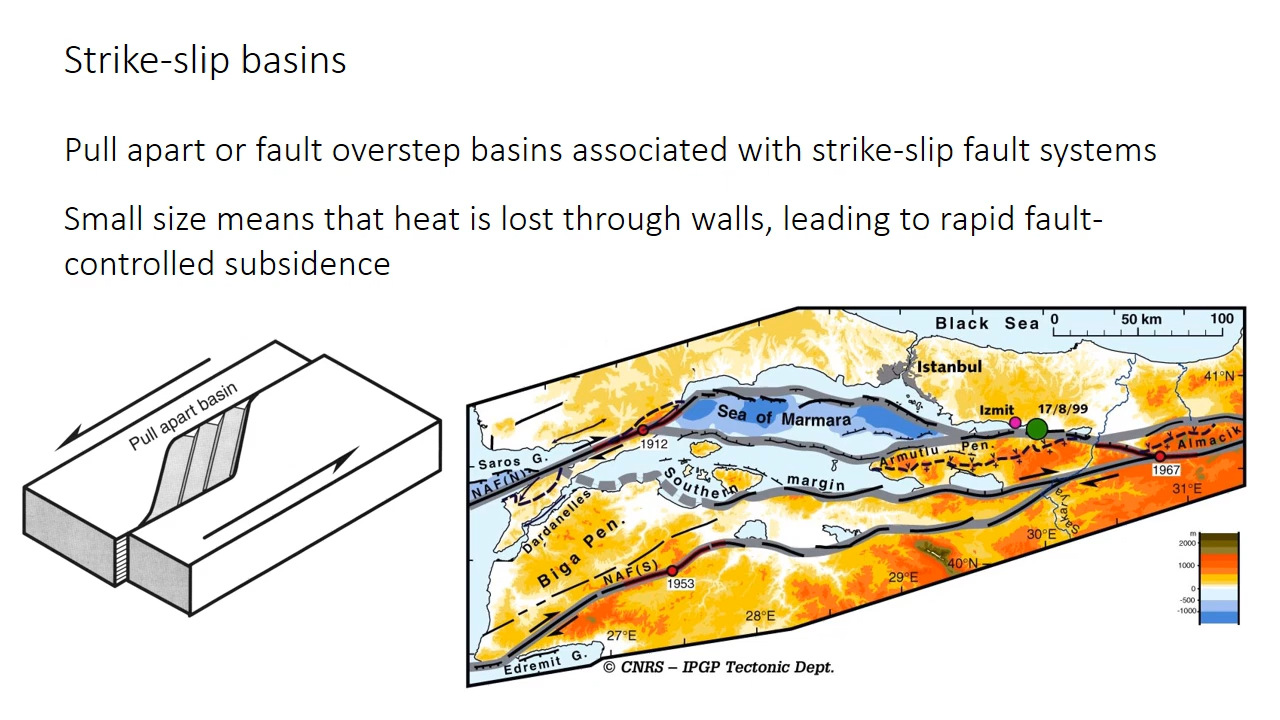 Strike-slip basins
Pull apart or fault overstep basins associated with strike-slip fault systems
Small size means that heat is lost through walls, leading to rapid fault-
controlled subsidence
Pull apart basin
Black Sea
0 50 km 100
Istanbul
41°N
Sea of Marmara
Izmit 17/8/99
1912
Saros G.
NAF(N)
Armutlu Pen.
Almacik
1967
Southern margin
Dardanelles
31°E
Sakarya
Biga Pen.
30°E
NAF(S)
1953
40°N
29°E
28°E
27°E
Edremit G.
m
2000
1000
0
-500
-1000
© CNRS – IPGP Tectonic Dept.